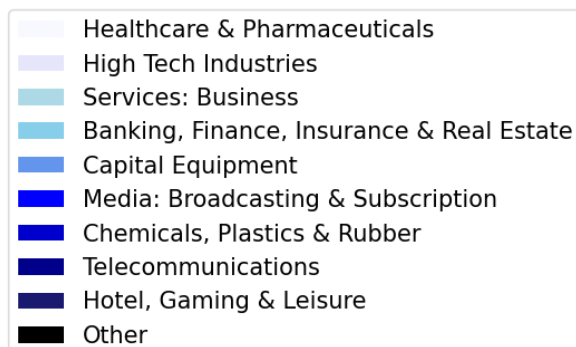 Healthcare & Pharmaceuticals
High Tech Industries
Services: Business
Banking, Finance, Insurance & Real Estate
Capital Equipment
Media: Broadcasting & Subscription
Chemicals, Plastics & Rubber
Telecommunications
Hotel, Gaming & Leisure
Other